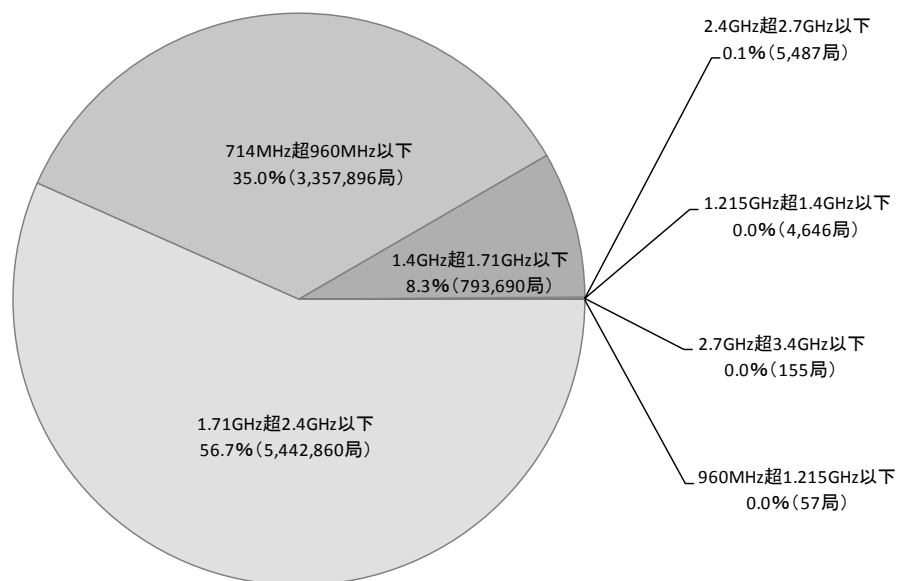 2.4GHz超2.7GHz以下
0.1%(5,487局)
714MHz超960MHz以下
35.0%(3,357,896局)
1.215GHz超1.4GHz以下
0.0%(4,646局)
1.4GHz超1.71GHz以下
8.3%(793,690局)
2.7GHz超3.4GHz以下
0.0%(155局)
1.71GHz超2.4GHz以下
56.7%(5,442,860局)
960MHz超1.215GHz以下
0.0%(57局)